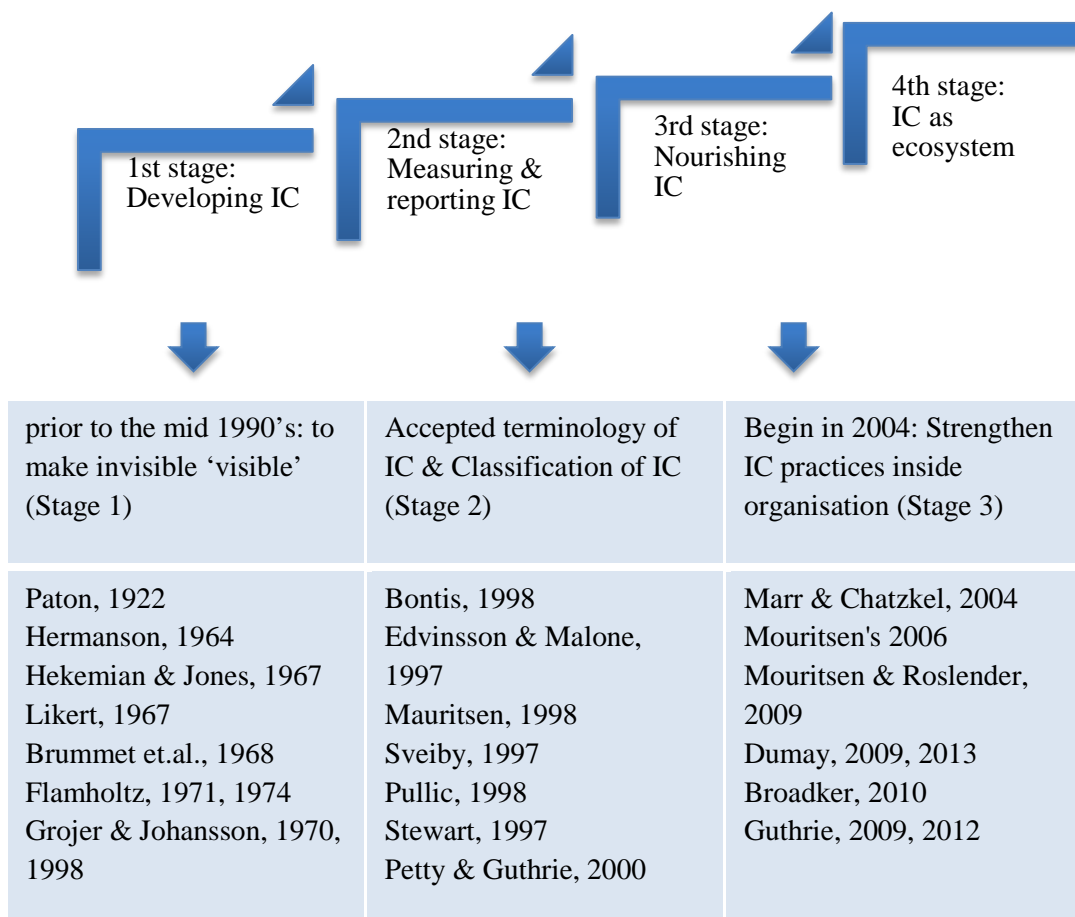 1st stage:
Developing IC
2nd stage:
Measuring &
reporting IC
3rd stage:
Nourishing
IC
4th stage:
IC as
ecosystem
prior to the mid 1990’s: to
make invisible ‘visible’
(Stage 1)
Accepted terminology of
IC & Classification of IC
(Stage 2)
Begin in 2004: Strengthen
IC practices inside
organisation (Stage 3)
Paton, 1922
Hermanson, 1964
Hekemian & Jones, 1967
Likert, 1967
Brummet et.al., 1968
Flamholtz, 1971, 1974
Grojer & Johansson, 1970,
1998
Bontis, 1998
Edvinsson & Malone,
1997
Mauritsen, 1998
Sveiby, 1997
Pullic, 1998
Stewart, 1997
Petty & Guthrie, 2000
Marr & Chatzkel, 2004
Mouritsen's 2006
Mouritsen & Roslender,
2009
Dumay, 2009, 2013
Broadker, 2010
Guthrie, 2009, 2012